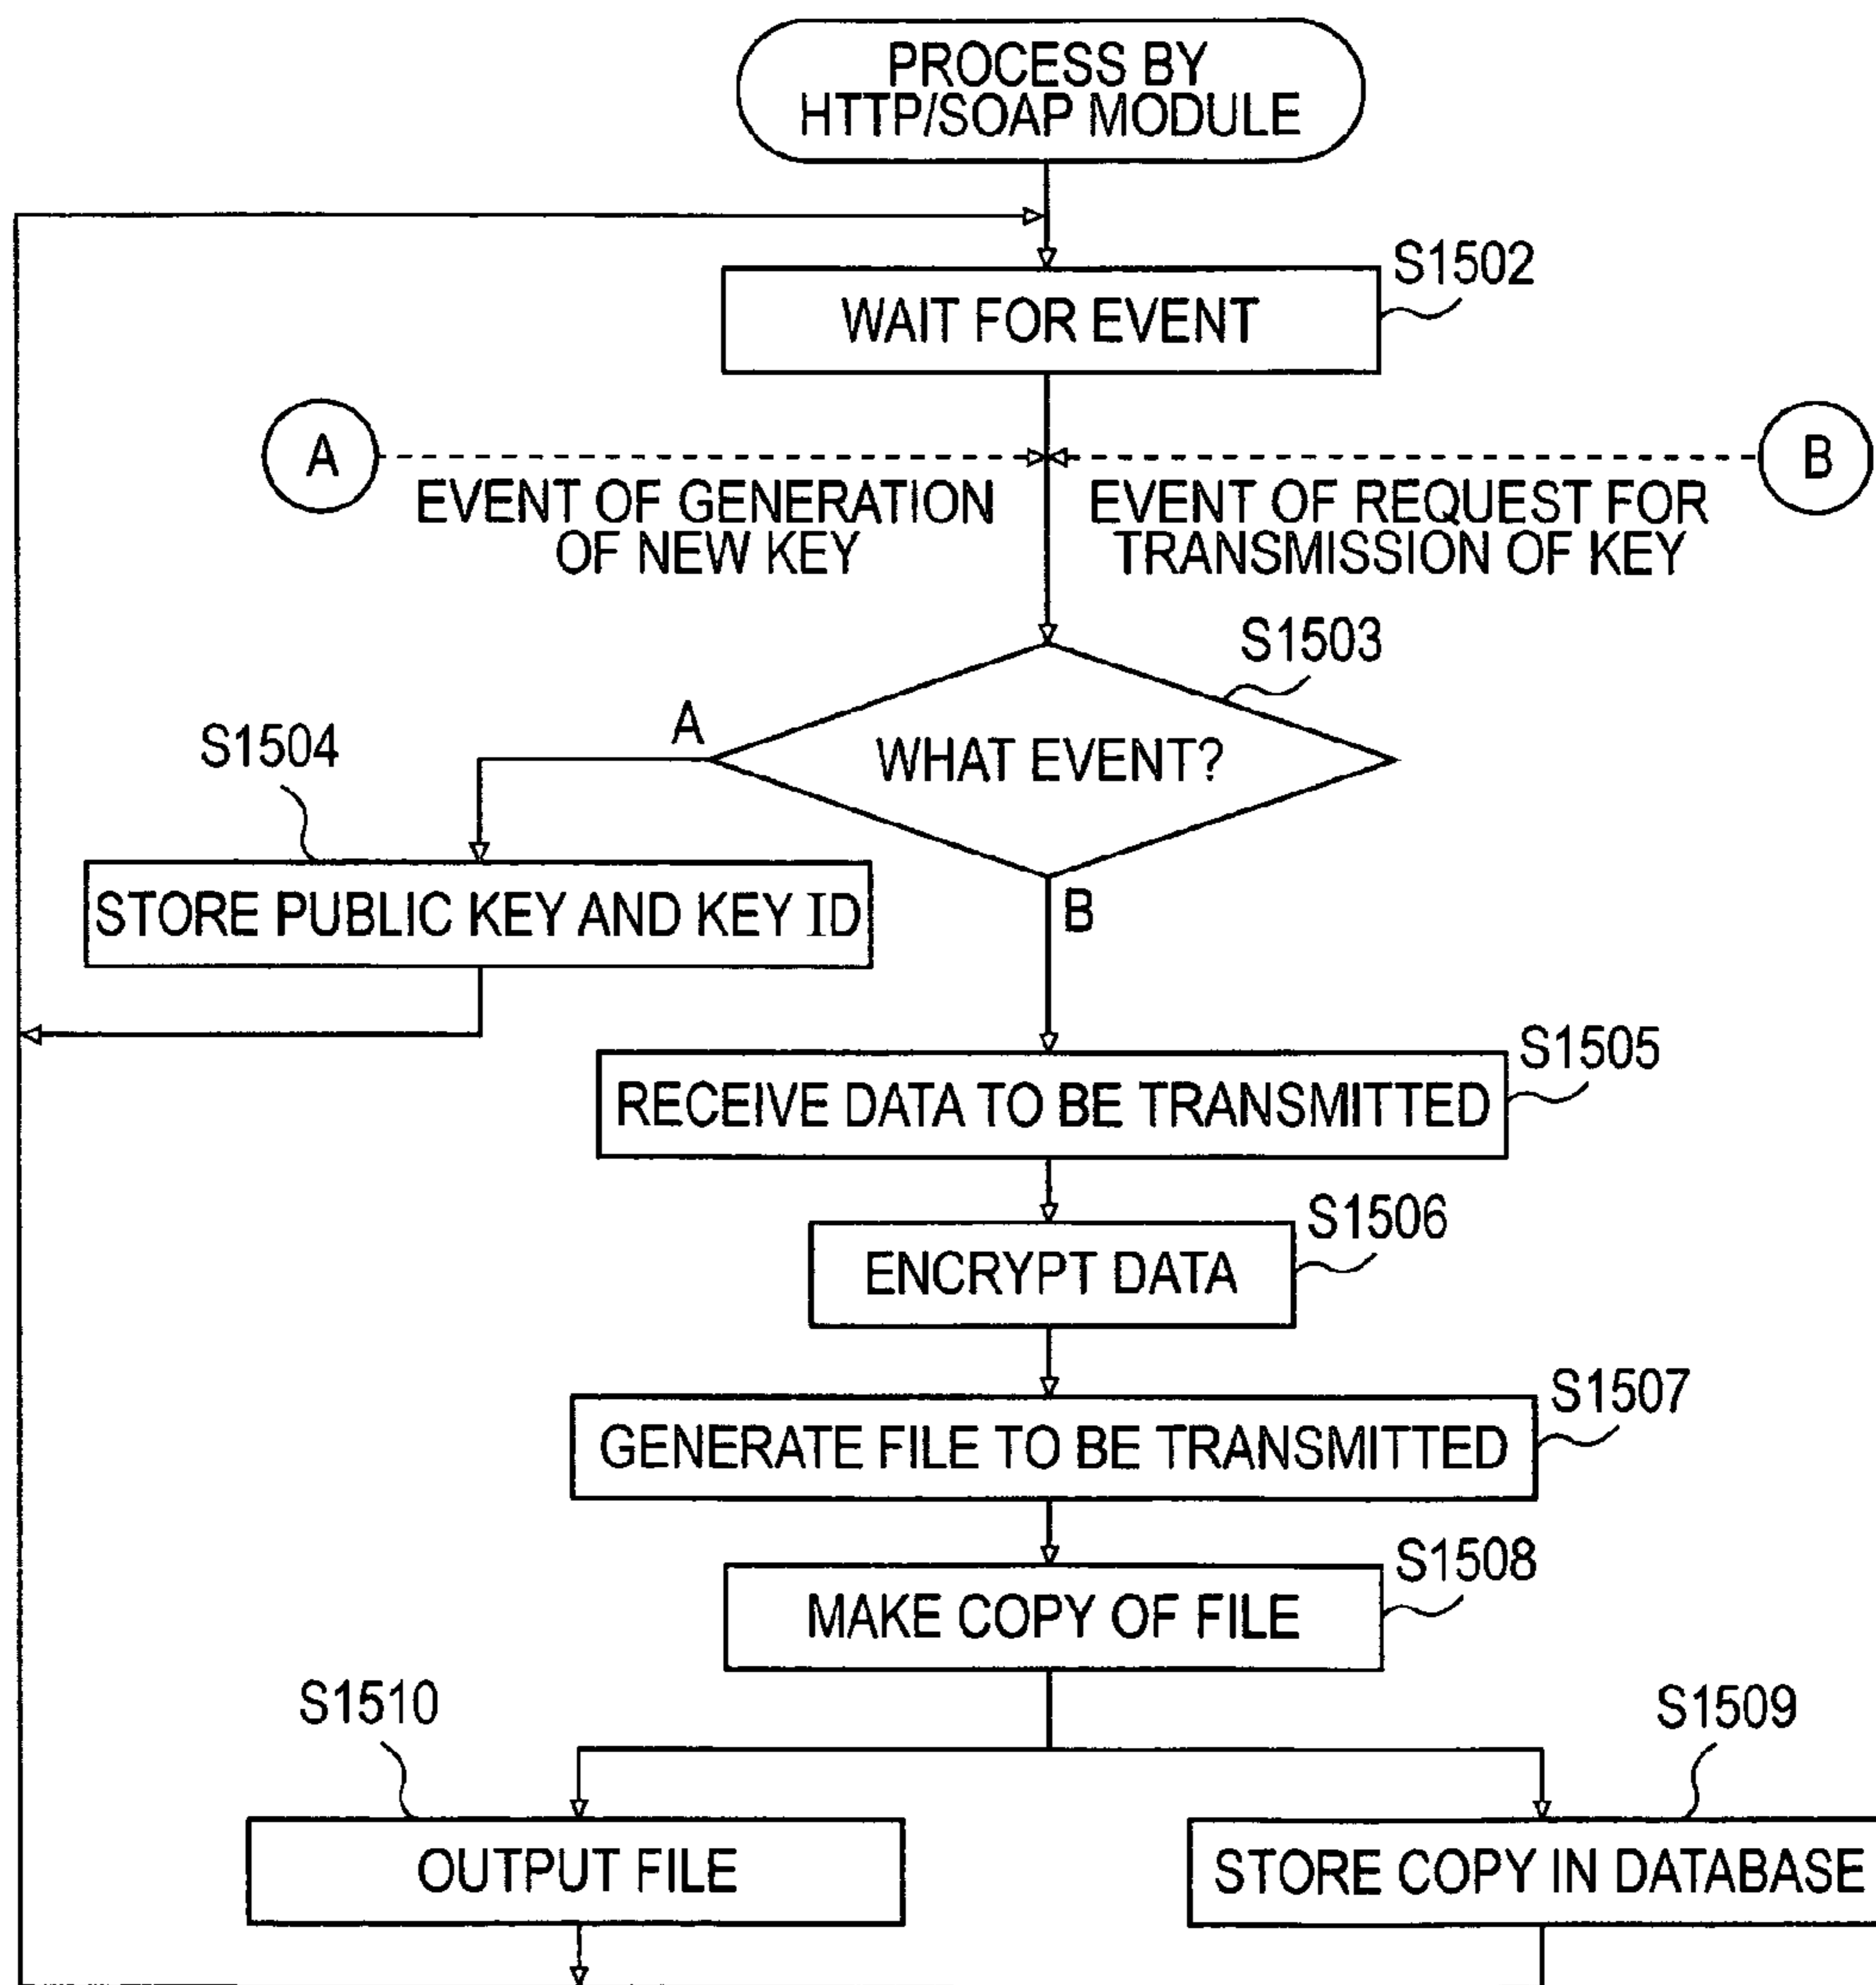 PROCESS BY
HTTP/SOAP MODULE
S1502
WAIT FOR EVENT
A
B
EVENT OF GENERATION
OF NEW KEY
EVENT OF REQUEST FOR
TRANSMISSION OF KEY
S1503
WHAT EVENT?
A
S1504
STORE PUBLIC KEY AND KEY ID
B
S1505
RECEIVE DATA TO BE TRANSMITTED
S1506
ENCRYPT DATA
S1507
GENERATE FILE TO BE TRANSMITTED
S1508
MAKE COPY OF FILE
S1510
S1509
OUTPUT FILE
STORE COPY IN DATABASE